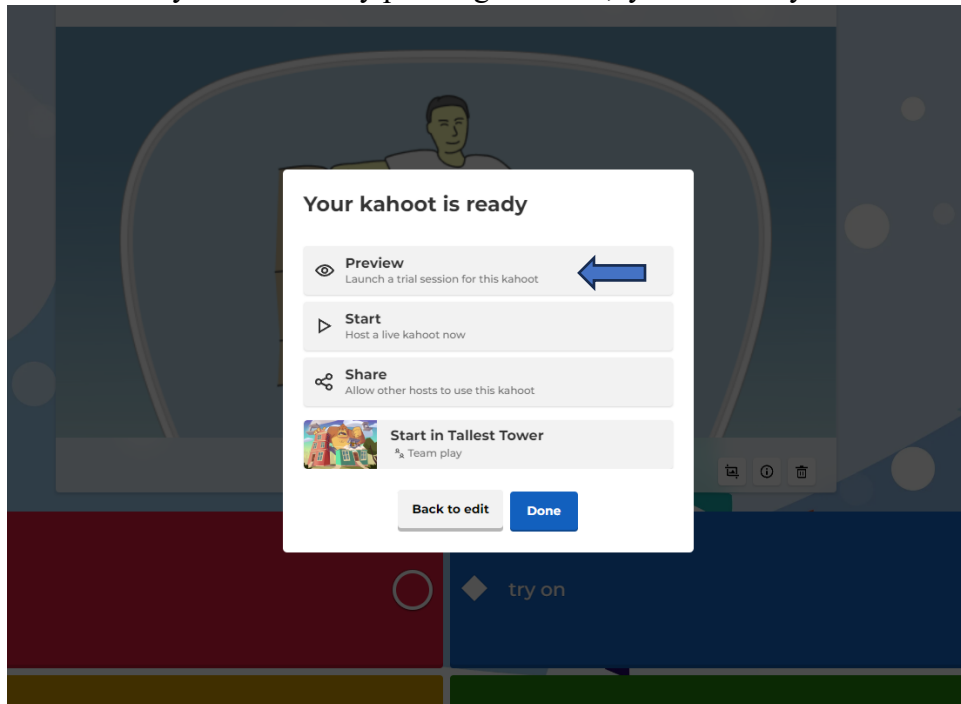 Your kahoot is ready
Preview
Launch a trial session for this kahoot
Start
Host a live kahoot now
Share
Allow other hosts to use this kahoot
Start in Tallest Tower
Team play
Back to edit
Done
try on